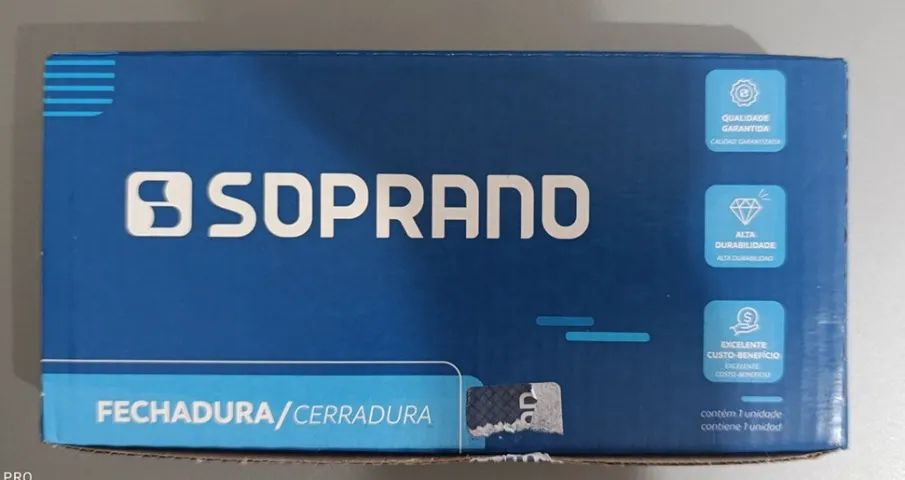 SOPRANO
QUALIDADE
GARANTIDA
CALIDAD GARANTIZADA
ALTA
DURABILIDADE
ALTA DURABILIDAD
EXCELENTE
CUSTO-BENEFÍCIO
EXCELENTE
COSTO-BENEFICIO
FECHADURA/CERRADURA
an
contém 1 unidade
contiene 1 unidad
PRO